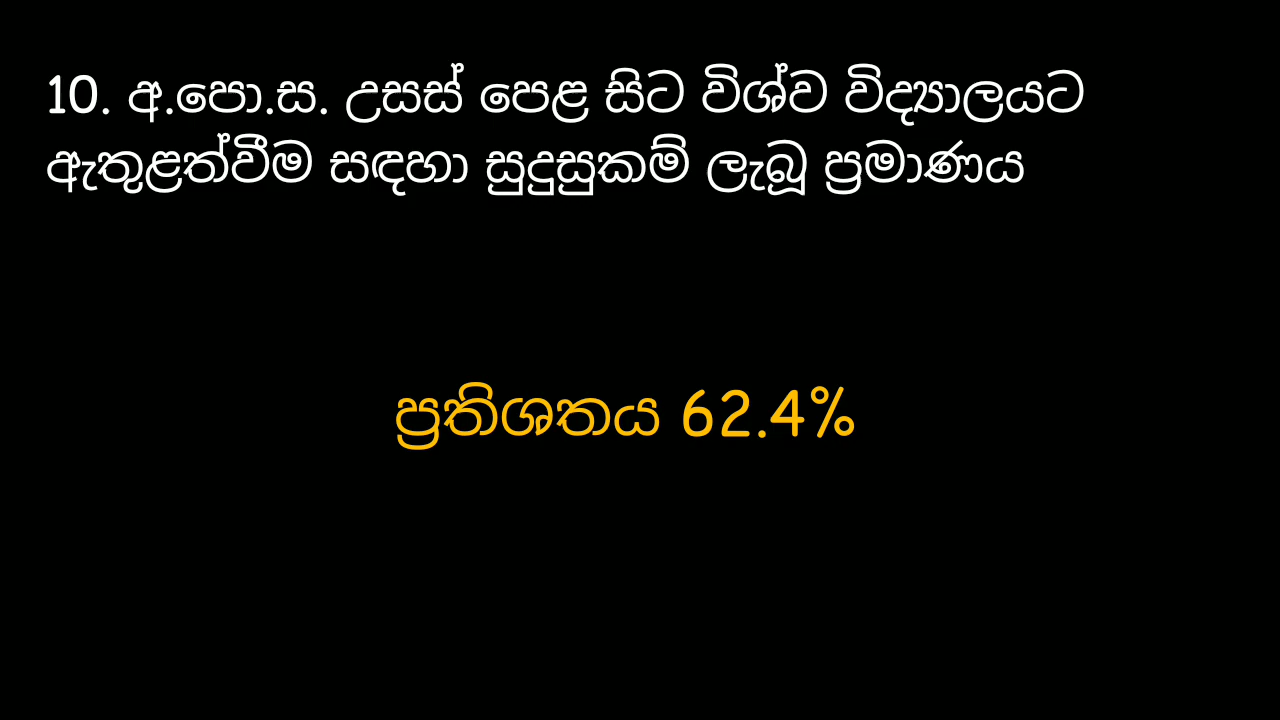 10. අ.පො.ස. උසස් පෙළ සිට විශ්ව විද්‍යාලයට
ඇතුළත්වීම සඳහා සුදුසුකම් ලැබූ ප්‍රමාණය
ප්‍රතිශතය 62.4%